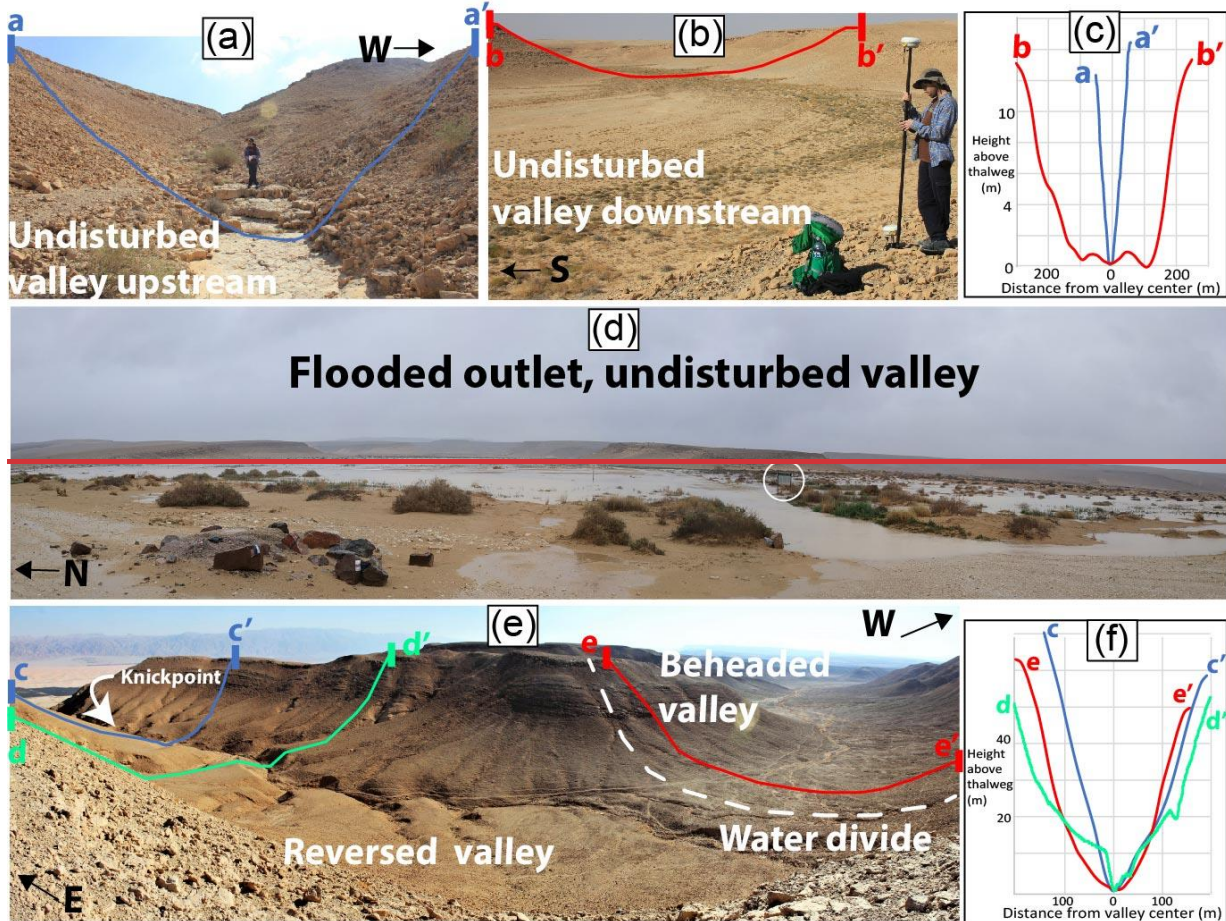 a
(a)
W
a'
Undisturbed
valley upstream
b
(b)
b'
Undisturbed
valley downstream
S
(c)
b
a
a'
b'
10
Height
above
thalweg
(m)
4
0
200
0
200
Distance from valley center (m)
(d)
Flooded outlet, undisturbed valley
N
(e)
W
c
Knickpoint
c'
d
d'
e
Beheaded
valley
e'
Reversed valley
Water divide
E
(f)
c
e
d
c'
e'
d'
40
Height
above
thalweg
(m)
20
100
0
100
Distance from valley center (m)